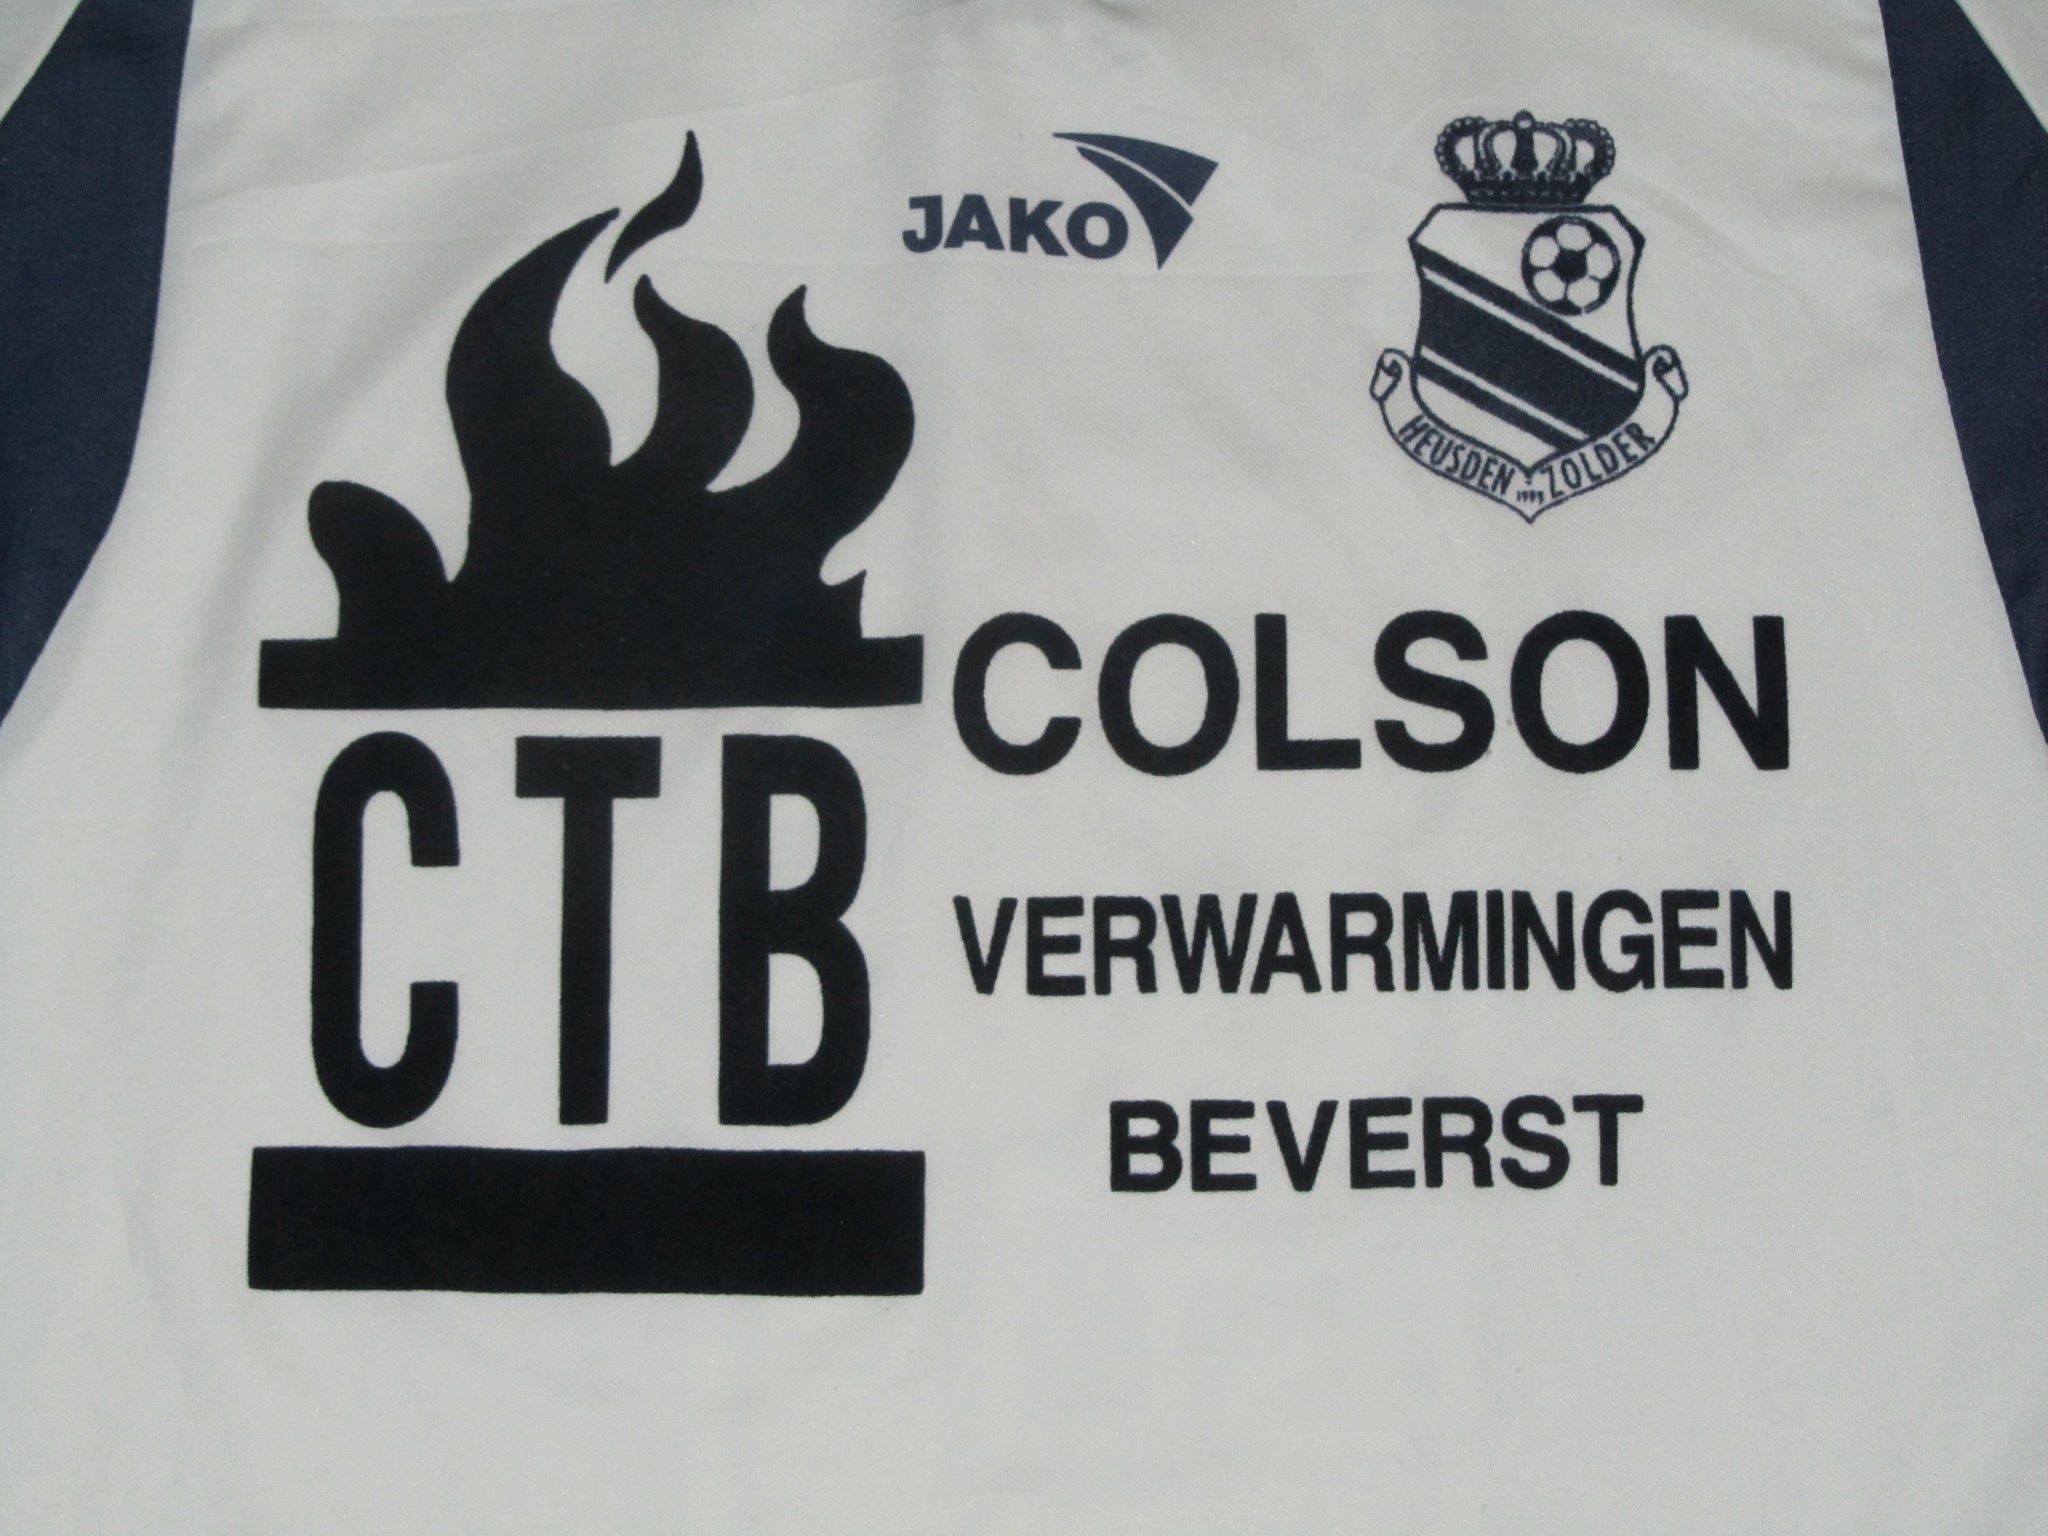 JAKO
HEUSDEN ZOLDER
CTB
COLSON
VERWARMINGEN
BEVERST